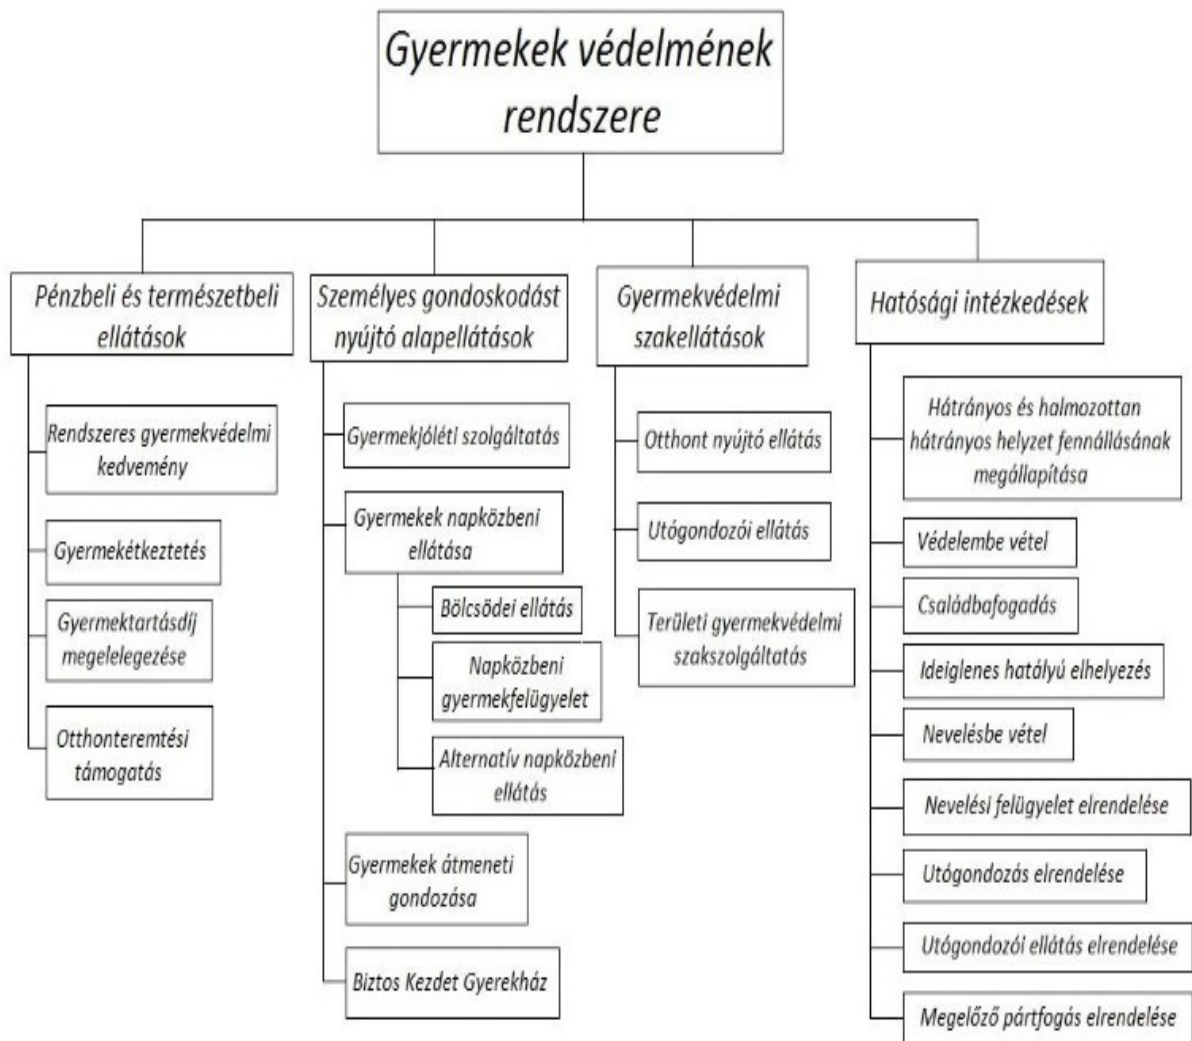 Gyermekek védelmének
rendszere
Pénzbeli és természetbeli
ellátások
Rendszeres gyermekvédelmi
kedvemény
Gyermekétkeztetés
Gyermektartásdíj
megelelegezése
Otthonteremtési
támogatás
Személyes gondoskodást
nyújtó alapellátások
Gyermekjóléti szolgáltatás
Gyermekek napközbeni
ellátása
Bölcsödei ellátás
Napközbeni
gyermekfelügyelet
Alternatív napközbeni
ellátás
Gyermekek átmeneti
gondozása
Biztos Kezdet Gyerekház
Gyermekvédelmi
szakellátások
Otthont nyújtó ellátás
Utógondozói ellátás
Területi gyermekvédelmi
szakszolgáltatás
Hatósági intézkedések
Hátrányos és halmozottan
hátrányos helyzet fennállásának
megállapítása
Védelembe vétel
Családbafogadás
Ideiglenes hatályú elhelyezés
Nevelésbe vétel
Nevelési felügyelet elrendelése
Utógondozás elrendelése
Utógondozói ellátás elrendelése
Megelőző pártfogás elrendelése